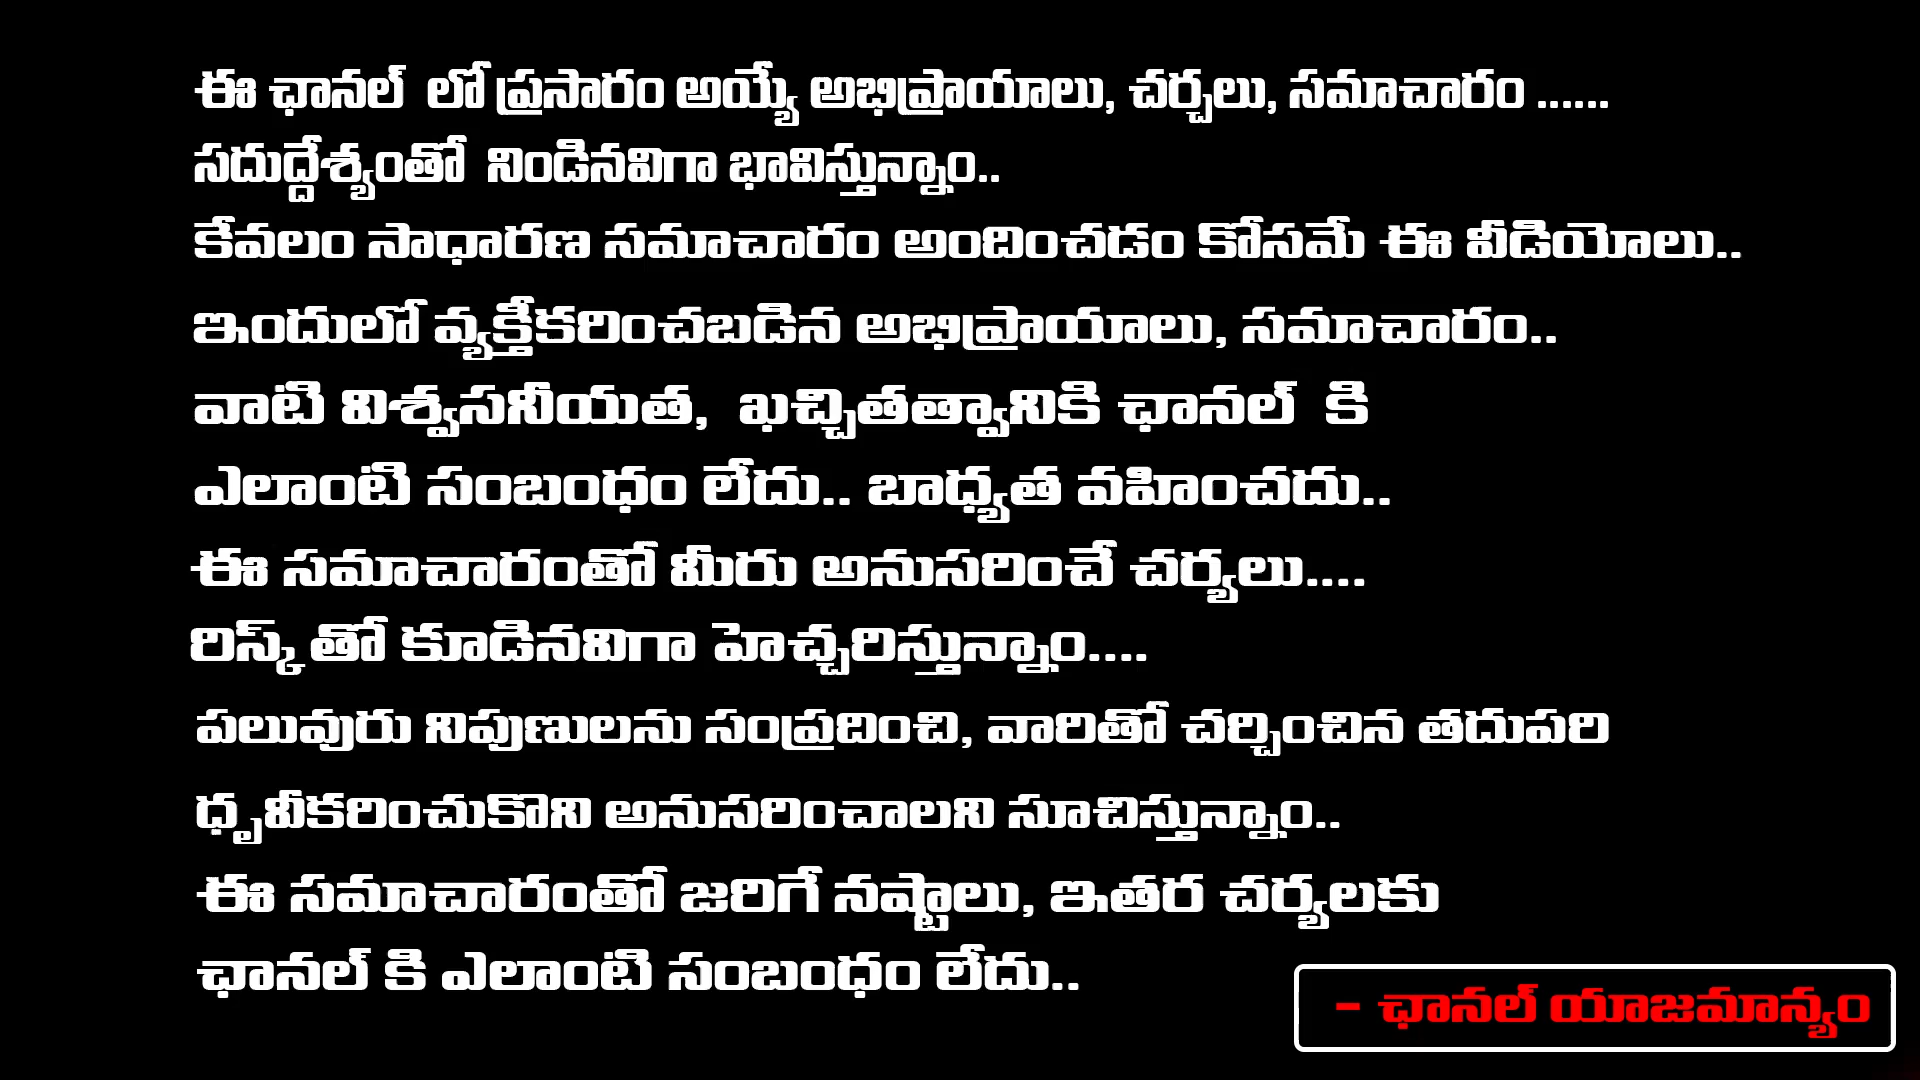 ఈ ఛానల్ లో ప్రసారం అయ్యే అభిప్రాయాలు, చర్చలు, సమాచారం ......
సదుద్దేశ్యంతో నిండినవిగా భావిస్తున్నాం..
కేవలం సాధారణ సమాచారం అందించడం కోసమే ఈ వీడియోలు..
ఇందులో వ్యక్తీకరించబడిన అభిప్రాయాలు, సమాచారం..
వాటి విశ్వసనీయత, ఖచ్చితత్వానికి ఛానల్ కి
ఎలాంటి సంబంధం లేదు.. బాధ్యత వహించదు..
ఈ సమాచారంతో మీరు అనుసరించే చర్యలు....
రిస్క్ తో కూడినవిగా హెచ్చరిస్తున్నాం....
పలువురు నిపుణులను సంప్రదించి, వారితో చర్చించిన తదుపరి
ధృవీకరించుకొని అనుసరించాలని సూచిస్తున్నాం..
ఈ సమాచారంతో జరిగే నష్టాలు, ఇతర చర్యలకు
ఛానల్ కి ఎలాంటి సంబంధం లేదు..
- ఛానల్ యాజమాన్యం